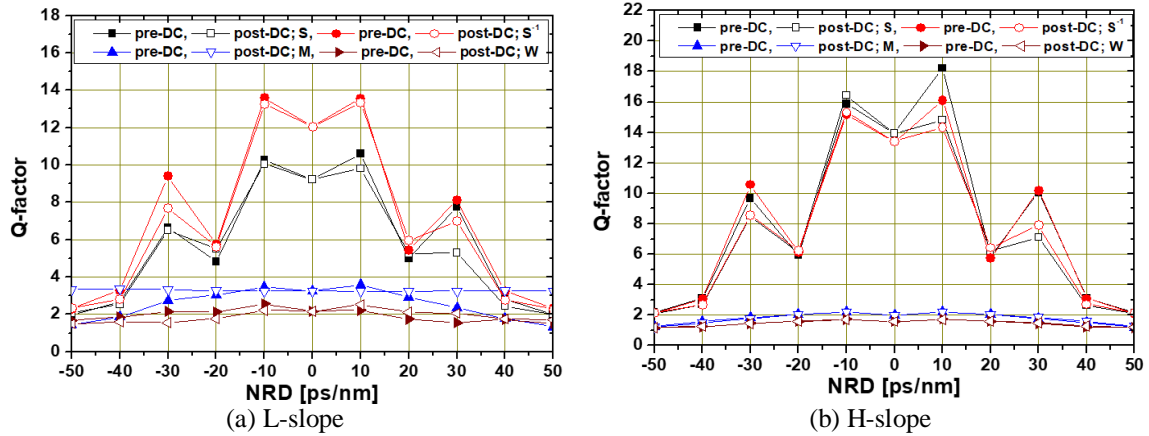 pre-DC, post-DC; S, pre-DC, post-DC; S⁻¹
pre-DC, post-DC; M, pre-DC, post-DC; W
18
16
14
12
10
8
6
4
2
0
Q-factor
-50 -40 -30 -20 -10 0 10 20 30 40 50
NRD [ps/nm]
(a) L-slope
pre-DC, post-DC; S, pre-DC, post-DC; S⁻¹
pre-DC, post-DC; M, pre-DC, post-DC; W
22
20
18
16
14
12
10
8
6
4
2
0
Q-factor
-50 -40 -30 -20 -10 0 10 20 30 40 50
NRD [ps/nm]
(b) H-slope